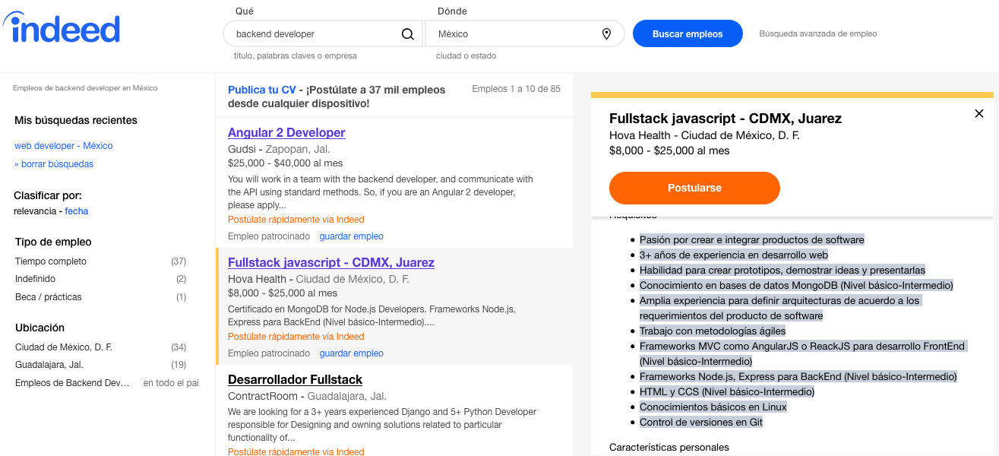 indeed
Qué
Dónde
backend developer
México
Buscar empleos
Búsqueda avanzada de empleo
título, palabras claves o empresa
ciudad o estado
Empleos de backend developer en México
Mis búsquedas recientes
web developer - México
» borrar búsquedas
Clasificar por:
relevancia - fecha
Tipo de empleo
Tiempo completo (37)
Indefinido (2)
Beca / prácticas (1)
Ubicación
Ciudad de México, D. F. (34)
Guadalajara, Jal. (19)
Empleos de Backend Dev… en todo el paí
Publica tu CV - ¡Postúlate a 37 mil empleos
desde cualquier dispositivo!
Empleos 1 a 10 de 85
Angular 2 Developer
Gudsi - Zapopan, Jal.
$25,000 - $40,000 al mes
You will work in a team with the backend developer, and communicate with
the API using standard methods. So, if you are an Angular 2 developer,
please apply...
Postúlate rápidamente vía Indeed
Empleo patrocinado guardar empleo
Fullstack javascript - CDMX, Juarez
Hova Health - Ciudad de México, D. F.
$8,000 - $25,000 al mes
Certificado en MongoDB for Node.js Developers. Frameworks Node.js,
Express para BackEnd (Nivel básico-Intermedio)....
Postúlate rápidamente vía Indeed
Empleo patrocinado guardar empleo
Desarrollador Fullstack
ContractRoom - Guadalajara, Jal.
We are looking for a 3+ years experienced Django and 5+ Python Developer
responsible for Designing and owning solutions related to particular
functionality of...
Postúlate rápidamente vía Indeed
Fullstack javascript - CDMX, Juarez
Hova Health - Ciudad de México, D. F.
$8,000 - $25,000 al mes
Postularse
Requisitos
• Pasión por crear e integrar productos de software
• 3+ años de experiencia en desarrollo web
• Habilidad para crear prototipos, demostrar ideas y presentarlas
• Conocimiento en bases de datos MongoDB (Nivel básico-Intermedio)
• Amplia experiencia para definir arquitecturas de acuerdo a los
requerimientos del producto de software
• Trabajo con metodologías ágiles
• Frameworks MVC como AngularJS o ReackJS para desarrollo FrontEnd
(Nivel básico-Intermedio)
• Frameworks Node.js, Express para BackEnd (Nivel básico-Intermedio)
• HTML y CCS (Nivel básico-Intermedio)
• Conocimientos básicos en Linux
• Control de versiones en Git
Características personales